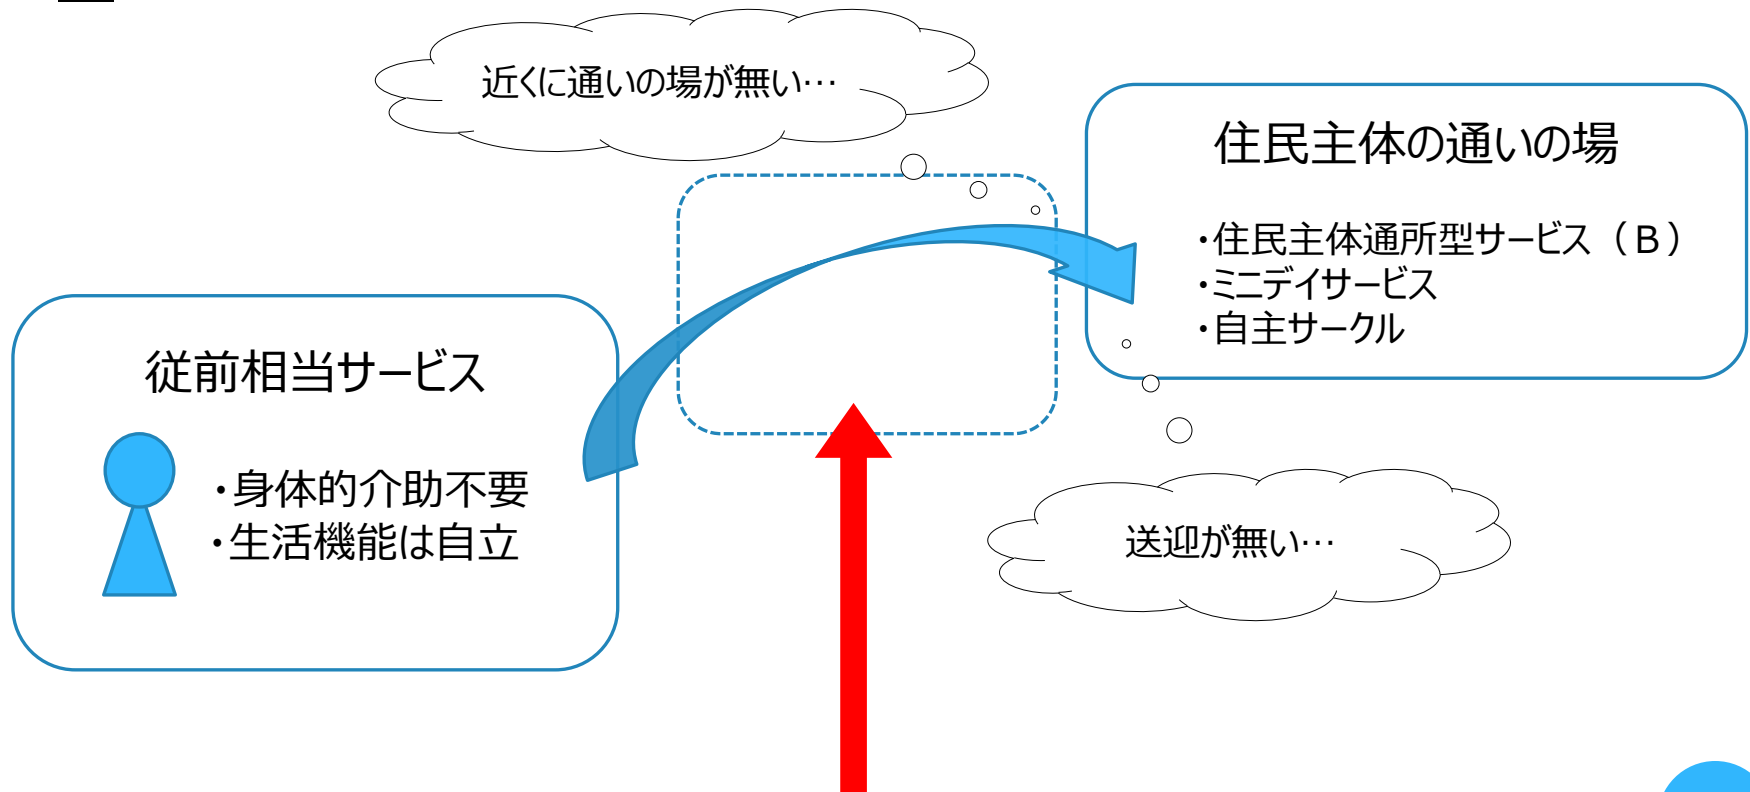 近くに通いの場が無い…
住民主体の通いの場
・住民主体通所型サービス（Ｂ）
・ミニデイサービス
・自主サークル
従前相当サービス
・身体的介助不要
・生活機能は自立
送迎が無い…